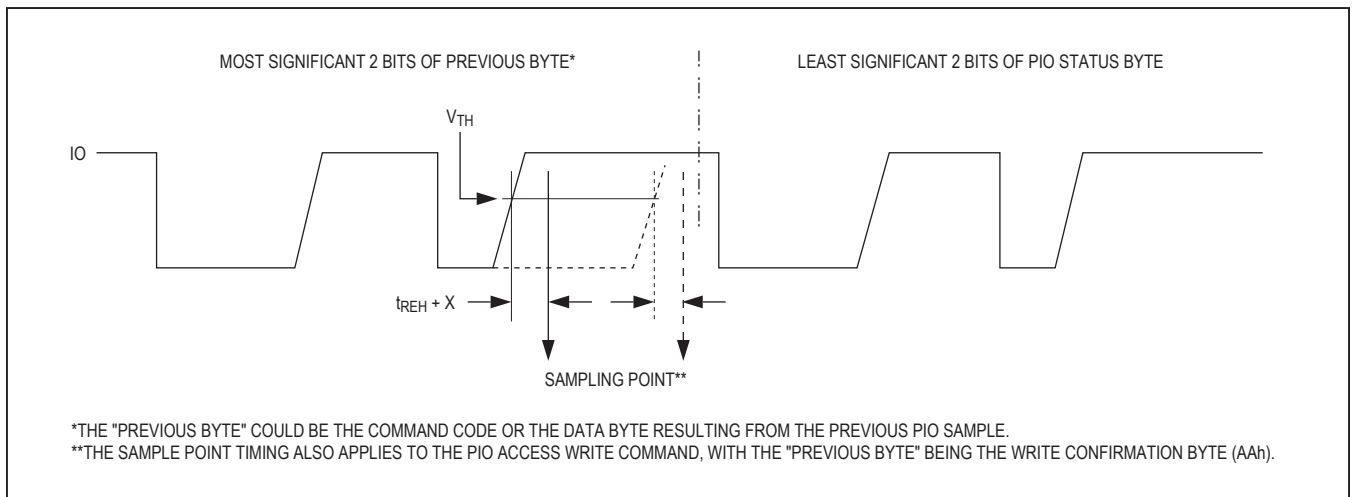 MOST SIGNIFICANT 2 BITS OF PREVIOUS BYTE*
LEAST SIGNIFICANT 2 BITS OF PIO STATUS BYTE
VTH
IO
tREH + X
SAMPLING POINT**
*THE "PREVIOUS BYTE" COULD BE THE COMMAND CODE OR THE DATA BYTE RESULTING FROM THE PREVIOUS PIO SAMPLE.
**THE SAMPLE POINT TIMING ALSO APPLIES TO THE PIO ACCESS WRITE COMMAND, WITH THE "PREVIOUS BYTE" BEING THE WRITE CONFIRMATION BYTE (AAh).